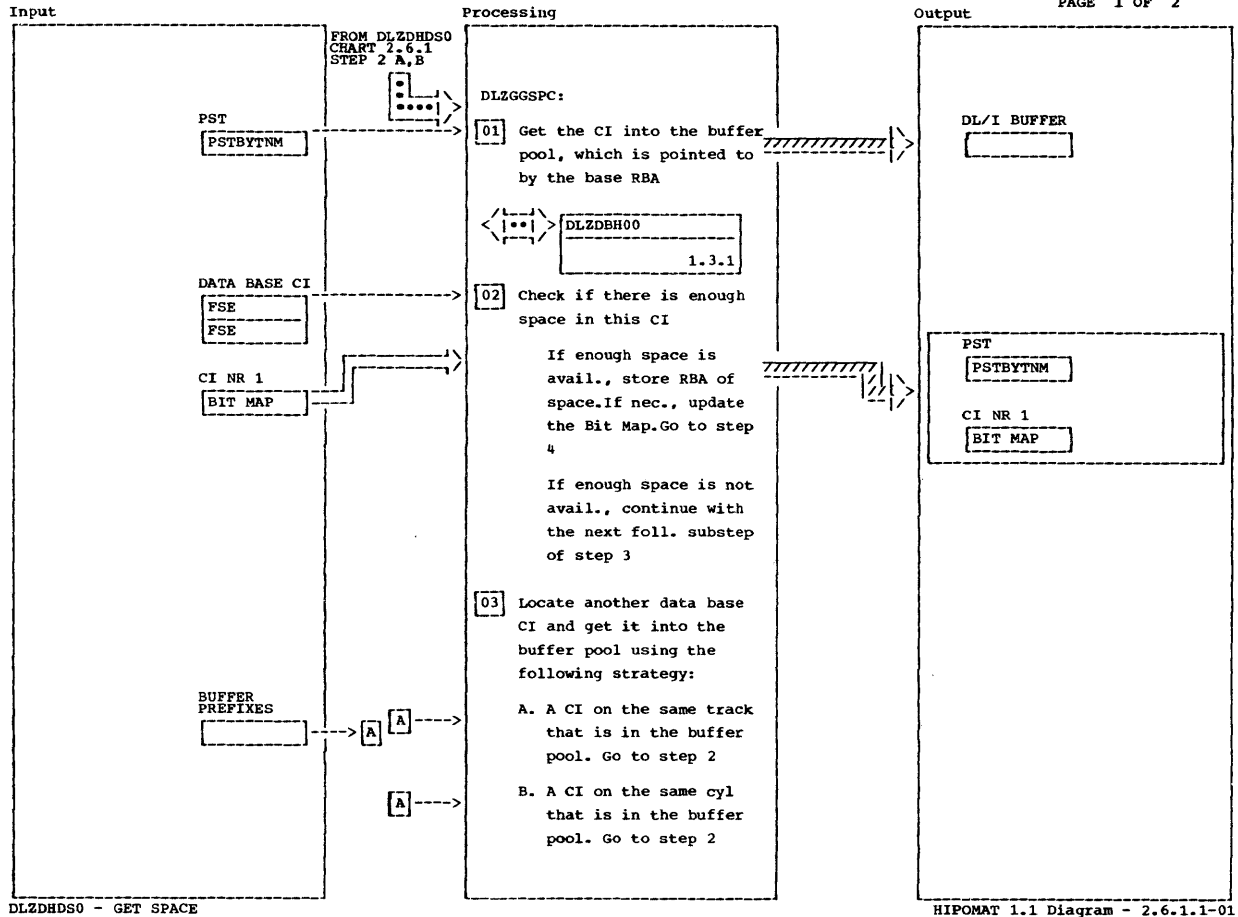 PAGE 1 OF 2
Input
Processing
Output
FROM DLZDHDS0
CHART 2.6.1
STEP 2 A,B
DLZGGSPC:
PST
PSTBYTNM
01 Get the CI into the buffer
pool, which is pointed to
by the base RBA
DL/I BUFFER
DLZDBH00
1.3.1
DATA BASE CI
FSE
FSE
02 Check if there is enough
space in this CI
CI NR 1
BIT MAP
If enough space is
avail., store RBA of
space.If nec., update
the Bit Map.Go to step
4
PST
PSTBYTNM
CI NR 1
BIT MAP
If enough space is not
avail., continue with
the next foll. substep
of step 3
03 Locate another data base
CI and get it into the
buffer pool using the
following strategy:
BUFFER
PREFIXES
A
A
A. A CI on the same track
that is in the buffer
pool. Go to step 2
A
B. A CI on the same cyl
that is in the buffer
pool. Go to step 2
DLZDHDS0 - GET SPACE
HIPOMAT 1.1 Diagram - 2.6.1.1-01